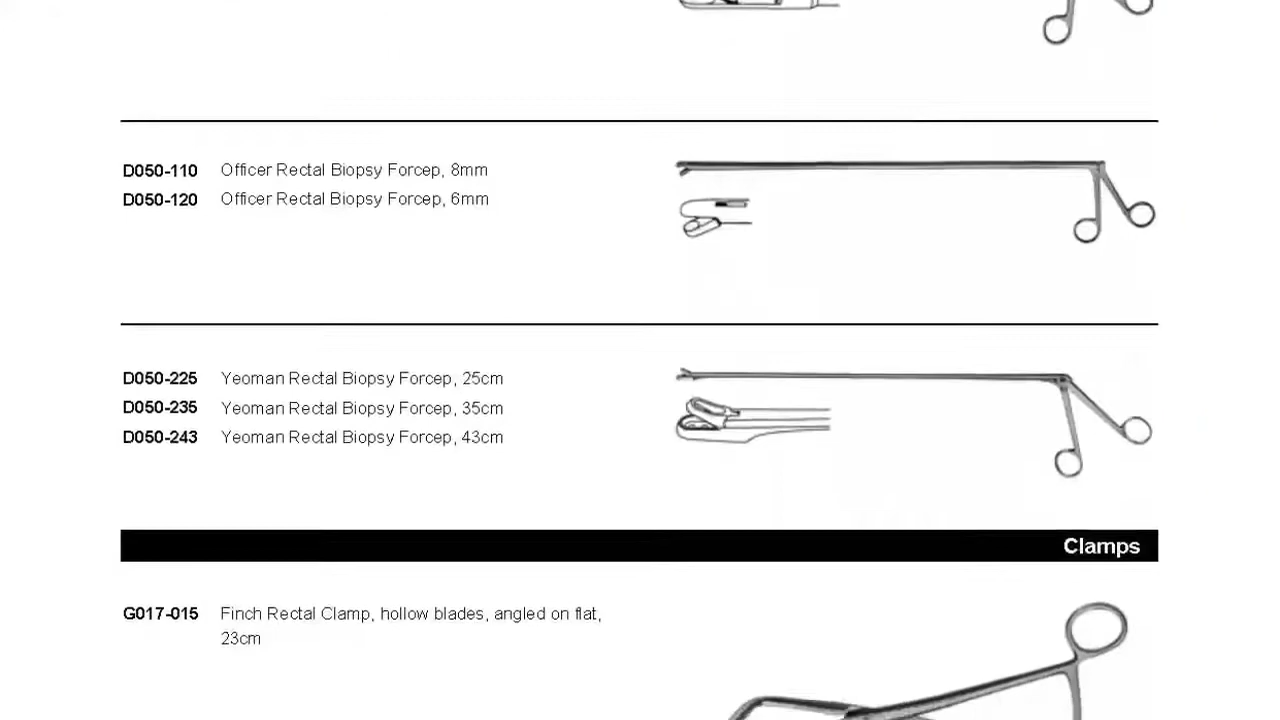 D050-110 Officer Rectal Biopsy Forcep, 8mm
D050-120 Officer Rectal Biopsy Forcep, 6mm
D050-225 Yeoman Rectal Biopsy Forcep, 25cm
D050-235 Yeoman Rectal Biopsy Forcep, 35cm
D050-243 Yeoman Rectal Biopsy Forcep, 43cm
Clamps
G017-015 Finch Rectal Clamp, hollow blades, angled on flat,
23cm